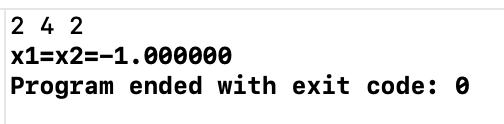 2 4 2
x1=x2=-1.000000
Program ended with exit code: 0